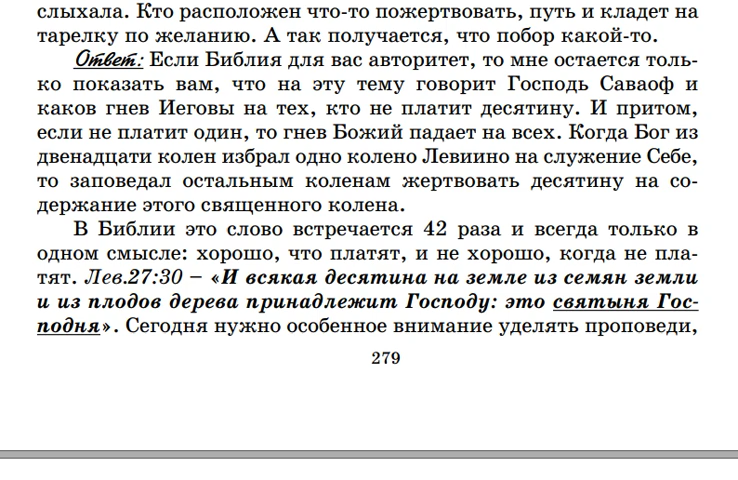 слыхала. Кто расположен что-то пожертвовать, путь и кладет на
тарелку по желанию. А так получается, что побор какой-то.
Ответ: Если Библия для вас авторитет, то мне остается толь-
ко показать вам, что на эту тему говорит Господь Саваоф и
каков гнев Иеговы на тех, кто не платит десятину. И притом,
если не платит один, то гнев Божий падает на всех. Когда Бог из
двенадцати колен избрал одно колено Левиино на служение Себе,
то заповедал остальным коленам жертвовать десятину на со-
держание этого священного колена.
В Библии это слово встречается 42 раза и всегда только в
одном смысле: хорошо, что платят, и не хорошо, когда не пла-
тят. Лев.27:30 – «И всякая десятина на земле из семян земли
и из плодов дерева принадлежит Господу: это святыня Гос-
подня». Сегодня нужно особенное внимание уделять проповеди,
279